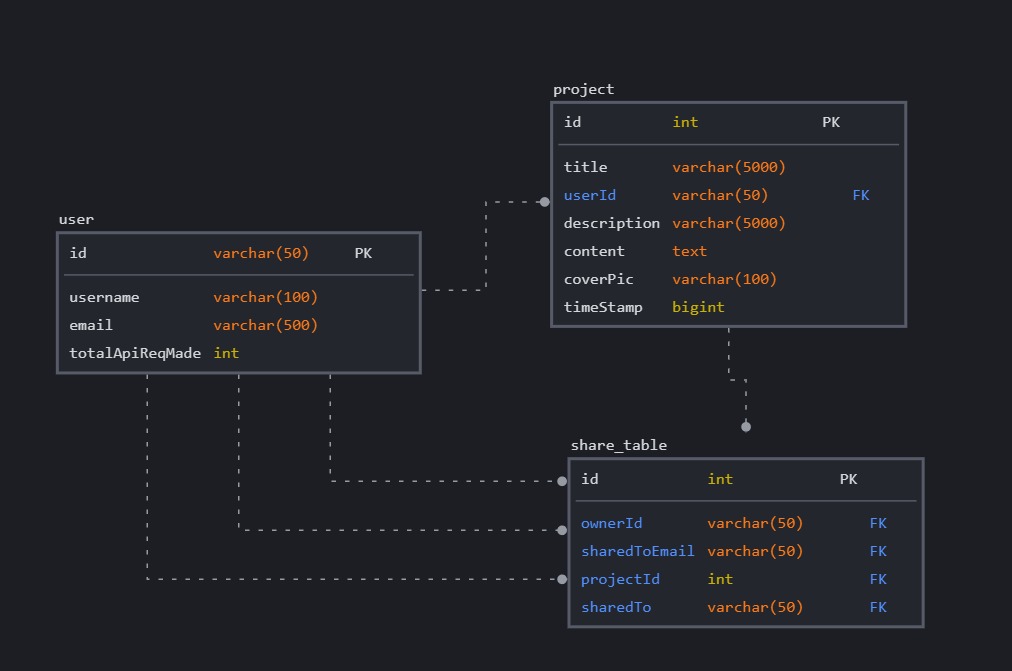 project
id int PK
title varchar(5000)
userId varchar(50) FK
description varchar(5000)
content text
coverPic varchar(100)
timeStamp bigint
user
id varchar(50) PK
username varchar(100)
email varchar(500)
totalApiReqMade int
share_table
id int PK
ownerId varchar(50) FK
sharedToEmail varchar(50) FK
projectId int FK
sharedTo varchar(50) FK